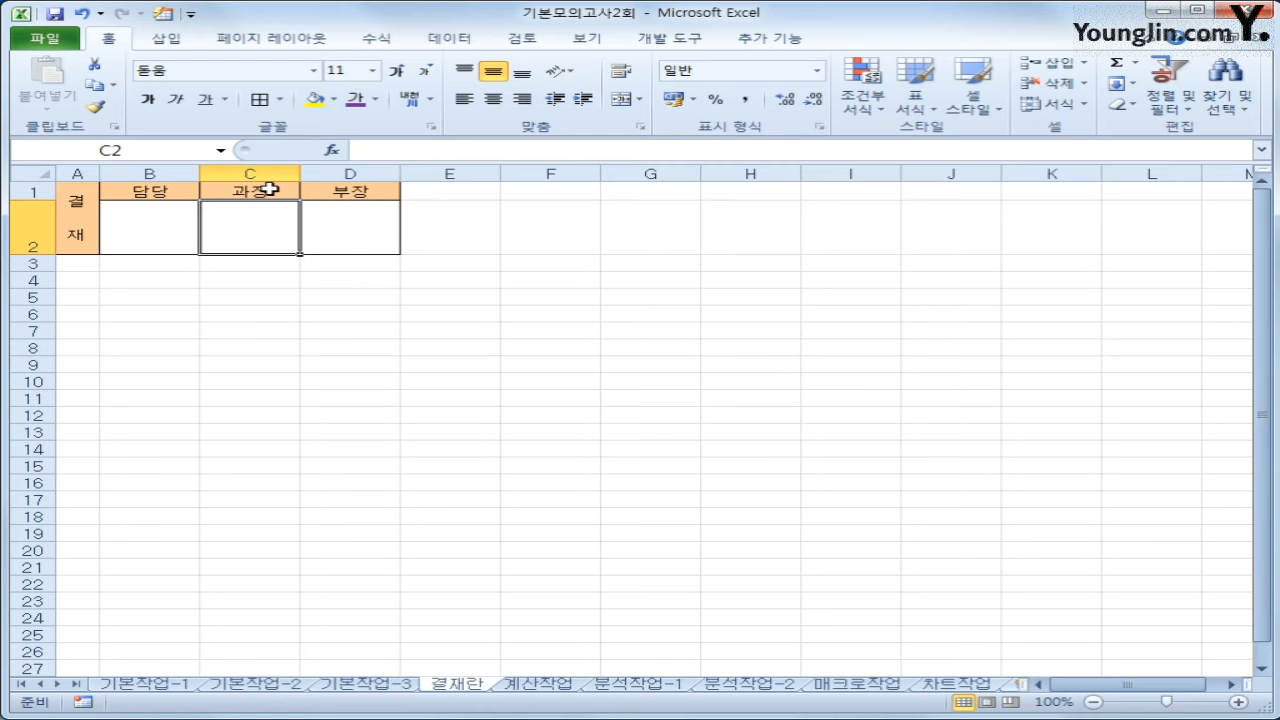 기본모의고사2회 - Microsoft Excel
YoungJin.com Y.
파일 홈 삽입 페이지 레이아웃 수식 데이터 검토 보기 개발 도구 추가 기능
붙여넣기 돋움 11 일반 조건부 서식 표 서식 셀 스타일 삽입 삭제 서식 정렬 및 필터 찾기 및 선택
가 가 가 가 %
클립보드 글꼴 맞춤 표시 형식 스타일 셀 편집
C2 fx
A B C D E F G H I J K L
1 결재 담당 과장 부장
2
3
4
5
6
7
8
9
10
11
12
13
14
15
16
17
18
19
20
21
22
23
24
25
26
27
기본작업-1 기본작업-2 기본작업-3 결재란 계산작업 분석작업-1 분석작업-2 매크로작업 차트작업
준비 100%